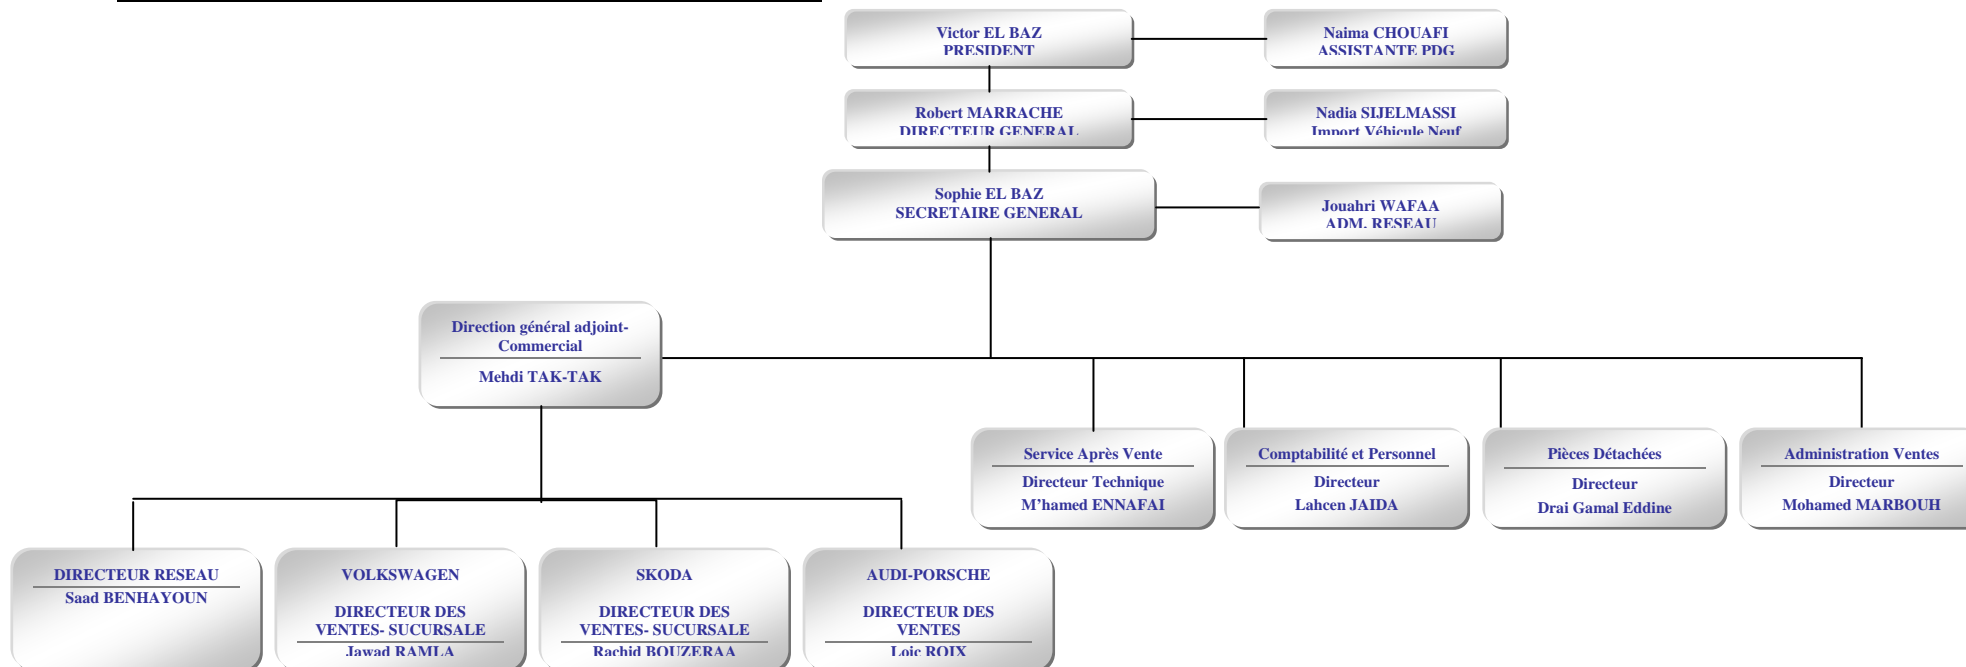 Victor EL BAZ
PRESIDENT
Naima CHOUAFI
ASSISTANTE PDG
Robert MARRACHE
DIRECTEUR GENERAL
Nadia SIJELMASSI
Import Véhicule Neuf
Sophie EL BAZ
SECRETAIRE GENERAL
Jouahri WAFAA
ADM. RESEAU
Direction général adjoint-
Commercial
Mehdi TAK-TAK
Service Après Vente
Directeur Technique
M’hamed ENNAFAI
Comptabilité et Personnel
Directeur
Lahcen JAIDA
Pièces Détachées
Directeur
Drai Gamal Eddine
Administration Ventes
Directeur
Mohamed MARBOUH
DIRECTEUR RESEAU
Saad BENHAYOUN
VOLKSWAGEN
DIRECTEUR DES
VENTES- SUCURSALE
Jawad RAMLA
SKODA
DIRECTEUR DES
VENTES- SUCURSALE
Rachid BOUZERAA
AUDI-PORSCHE
DIRECTEUR DES
VENTES
Loic ROIX